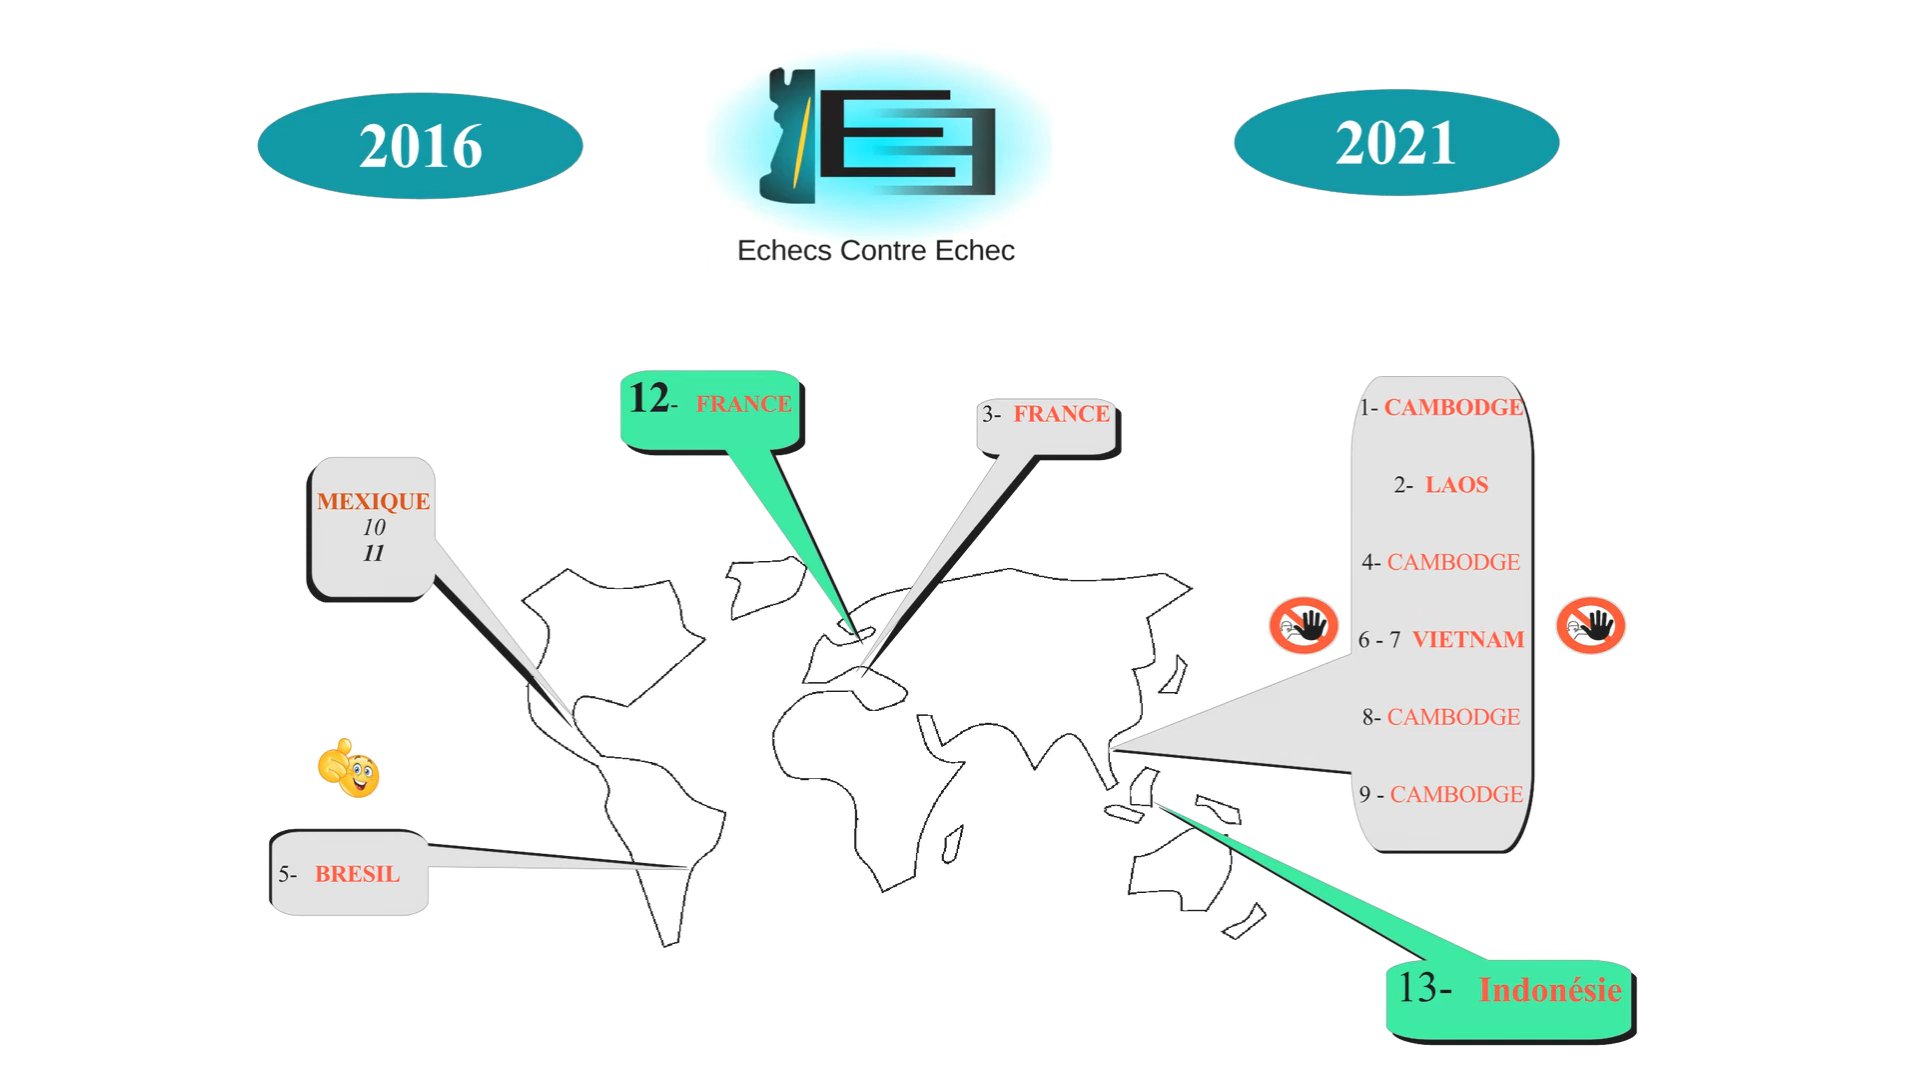 2016
2021
Echecs Contre Echec
12- FRANCE
3- FRANCE
MEXIQUE
10
11
1- CAMBODGE
2- LAOS
4- CAMBODGE
6 - 7 VIETNAM
8- CAMBODGE
9 - CAMBODGE
5- BRESIL
13- Indonésie